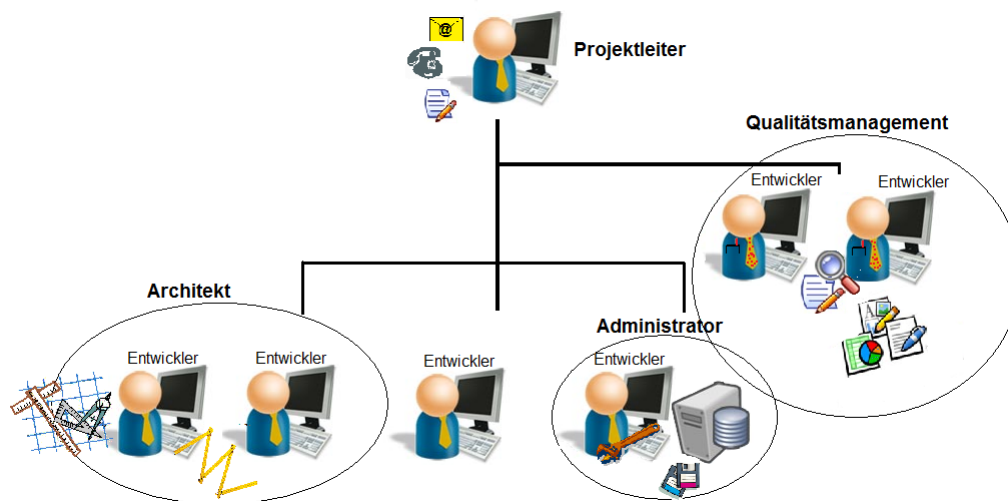 @
Projektleiter
Qualitätsmanagement
Entwickler
Entwickler
Architekt
Administrator
Entwickler
Entwickler
Entwickler
Entwickler
A